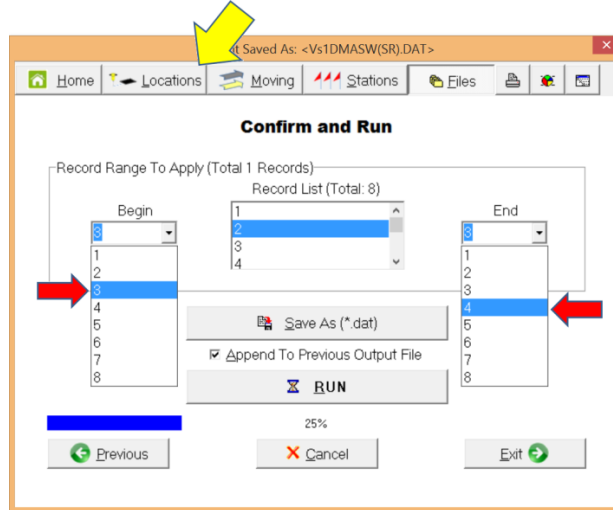 t Saved As: <Vs1DMASW(SR).DAT>
Home Locations Moving Stations Files
Confirm and Run
Record Range To Apply (Total 1 Records)
Record List (Total: 8)
Begin
End
3
1
2
3
4
5
6
7
8
1
2
3
4
3
1
2
3
4
5
6
7
8
Save As (*.dat)
Append To Previous Output File
RUN
25%
Previous Cancel Exit